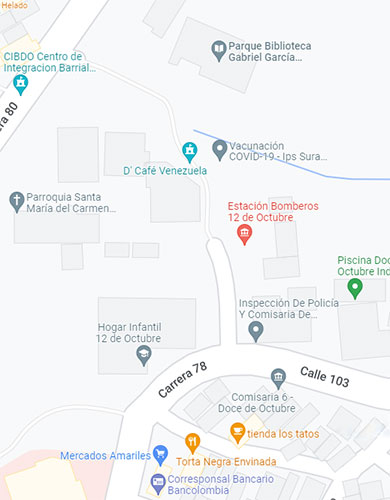 Helado
CIBDO Centro de
Integracion Barrial...
Parque Biblioteca
Gabriel García...
80
Vacunación
COVID-19 - Ips Sura...
D' Café Venezuela
Parroquia Santa
María del Carmen...
Estación Bomberos
12 de Octubre
Piscina Doc
Octubre Ind
Inspección De Policía
Y Comisaria De...
Hogar Infantil
12 de Octubre
Carrera 78
Calle 103
Comisaria 6 -
Doce de Octubre
tienda los tatos
Mercados Amariles
Torta Negra Envinada
Corresponsal Bancario
Bancolombia